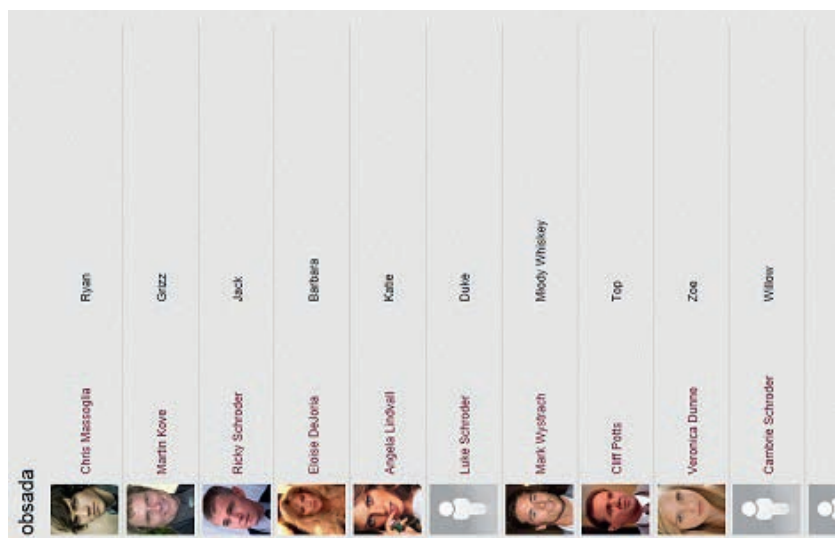 obsada
Chris Massoglia Ryan
Martin Kove Grizz
Ricky Schroder Jack
Eloise DeJoria Barbara
Angela Lindvall Katie
Luke Schroder Duke
Mark Wystrach Młody Whiskey
Cliff Potts Top
Veronica Dunne Zoe
Cambrie Schroder Willow